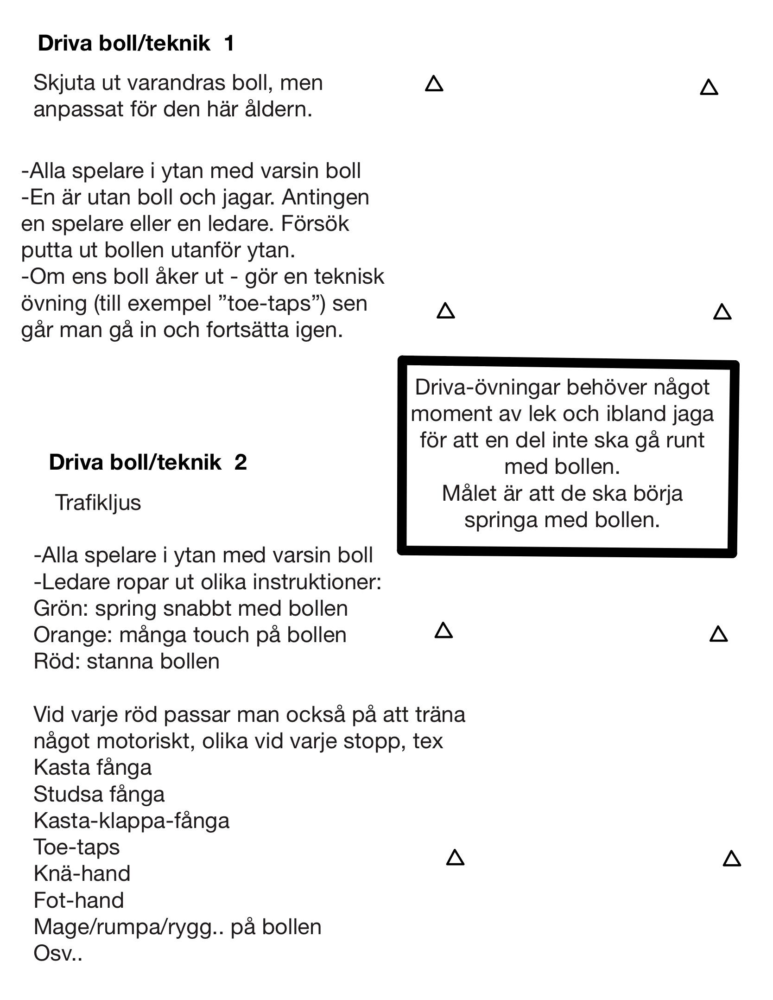 Driva boll/teknik  1
Skjuta ut varandras boll, men
anpassat för den här åldern.
-Alla spelare i ytan med varsin boll
-En är utan boll och jagar. Antingen
en spelare eller en ledare. Försök
putta ut bollen utanför ytan.
-Om ens boll åker ut - gör en teknisk
övning (till exempel ”toe-taps”) sen
går man gå in och fortsätta igen.
Driva-övningar behöver något
moment av lek och ibland jaga
för att en del inte ska gå runt
med bollen.
Målet är att de ska börja
springa med bollen.
Driva boll/teknik  2
Trafikljus
-Alla spelare i ytan med varsin boll
-Ledare ropar ut olika instruktioner:
Grön: spring snabbt med bollen
Orange: många touch på bollen
Röd: stanna bollen
Vid varje röd passar man också på att träna
något motoriskt, olika vid varje stopp, tex
Kasta fånga
Studsa fånga
Kasta-klappa-fånga
Toe-taps
Knä-hand
Fot-hand
Mage/rumpa/rygg.. på bollen
Osv..